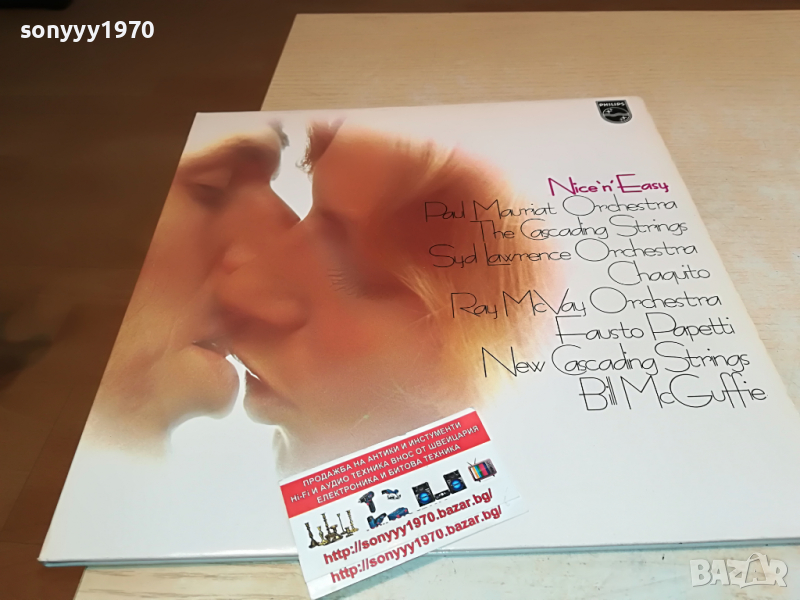 sonyyy1970
PHILIPS
Nice 'n' Easy
Paul Mauriat Orchestra
The Cascading Strings
Syd Lawrence Orchestra
Chaquito
Ray McVay Orchestra
Fausto Papetti
New Cascading Strings
Bill McGuffie
ПРОДАЖБА НА АНТИКИ И ИНСТУМЕНТИ
Hi-Fi И АУДИО ТЕХНИКА ВНОС ОТ ШВЕЙЦАРИЯ
ЕЛЕКТРОНИКА И БИТОВА ТЕХНИКА
http://sonyyy1970.bazar.bg/
http://sonyyy1970.bazar.bg/
BAZAR